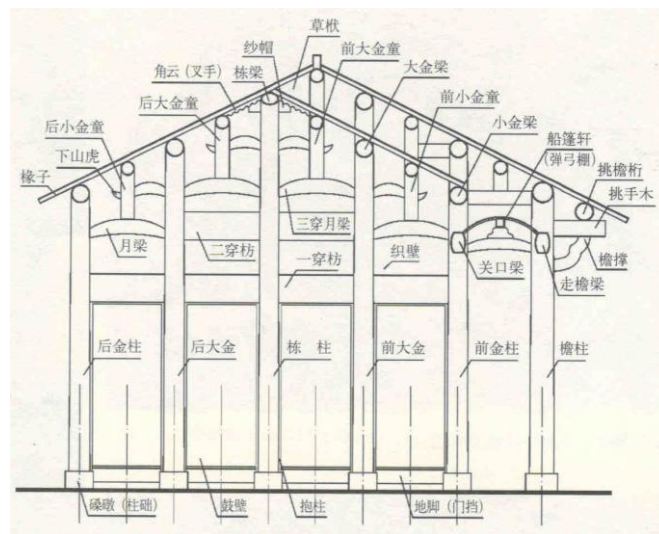 草栿
纱帽
前大金童
角云(叉手)
栋梁
大金梁
后大金童
前小金童
后小金童
小金梁
船篷轩
(弹弓棚)
下山虎
挑檐桁
椽子
挑手木
三穿月梁
月梁
二穿枋
织壁
一穿枋
关口梁
檐撑
走檐梁
后金柱
后大金
栋柱
前大金
前金柱
檐柱
磉墩(柱础)
鼓壁
抱柱
地脚(门挡)